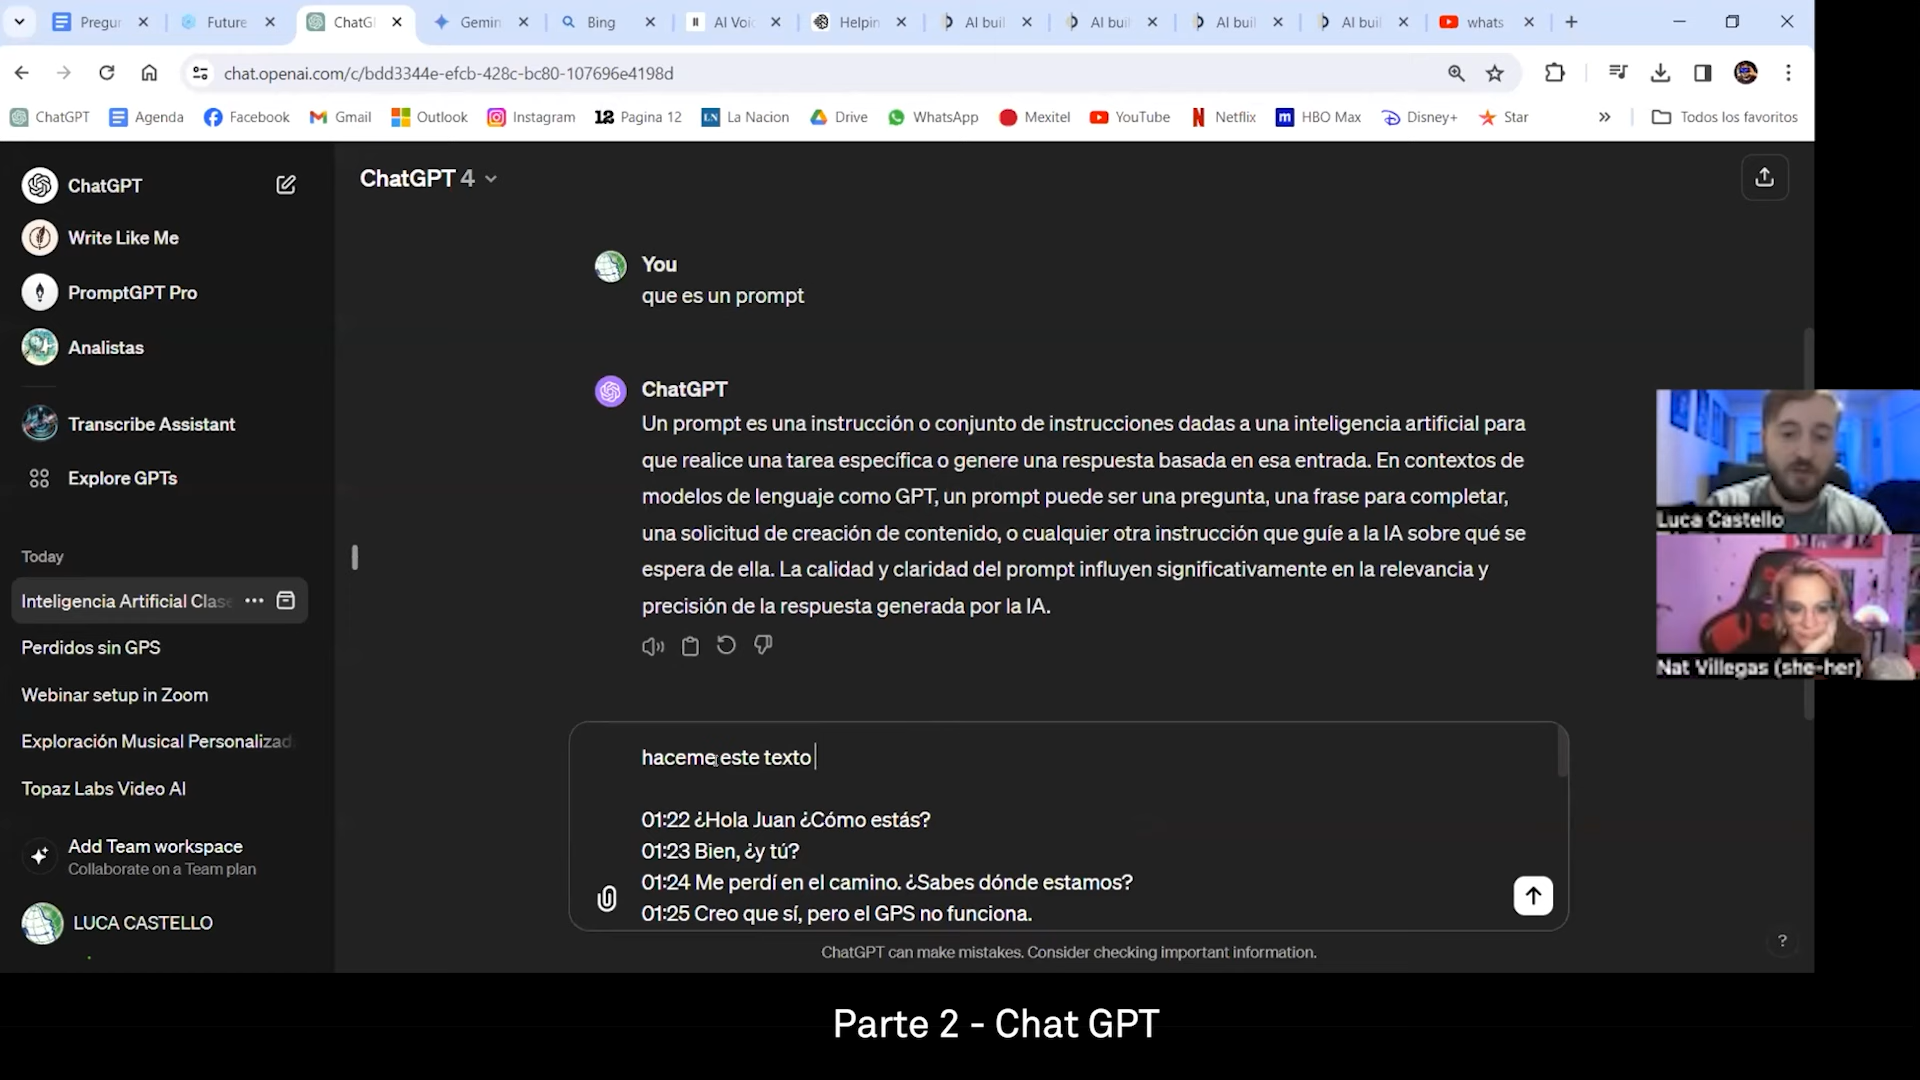 Pregur
Future
ChatG
Gemin
Bing
AI Voic
Helpin
AI buil
AI buil
AI buil
AI buil
whats
chat.openai.com/c/bdd3344e-efcb-428c-bc80-107696e4198d
ChatGPT
Agenda
Facebook
Gmail
Outlook
Instagram
12 Pagina 12
LN La Nacion
Drive
WhatsApp
Mexitel
YouTube
Netflix
m HBO Max
Disney+
Star
Todos los favoritos
ChatGPT
Write Like Me
PromptGPT Pro
Analistas
Transcribe Assistant
Explore GPTs
Today
Inteligencia Artificial Clase
Perdidos sin GPS
Webinar setup in Zoom
Exploración Musical Personalizad
Topaz Labs Video AI
Add Team workspace
Collaborate on a Team plan
LUCA CASTELLO
ChatGPT 4
You
que es un prompt
ChatGPT
Un prompt es una instrucción o conjunto de instrucciones dadas a una inteligencia artificial para
que realice una tarea específica o genere una respuesta basada en esa entrada. En contextos de
modelos de lenguaje como GPT, un prompt puede ser una pregunta, una frase para completar,
una solicitud de creación de contenido, o cualquier otra instrucción que guíe a la IA sobre qué se
espera de ella. La calidad y claridad del prompt influyen significativamente en la relevancia y
precisión de la respuesta generada por la IA.
haceme este texto
01:22 ¿Hola Juan ¿Cómo estás?
01:23 Bien, ¿y tú?
01:24 Me perdí en el camino. ¿Sabes dónde estamos?
01:25 Creo que sí, pero el GPS no funciona.
ChatGPT can make mistakes. Consider checking important information.
?
Luca Castello
Nat Villegas (she-her)
Parte 2 - Chat GPT